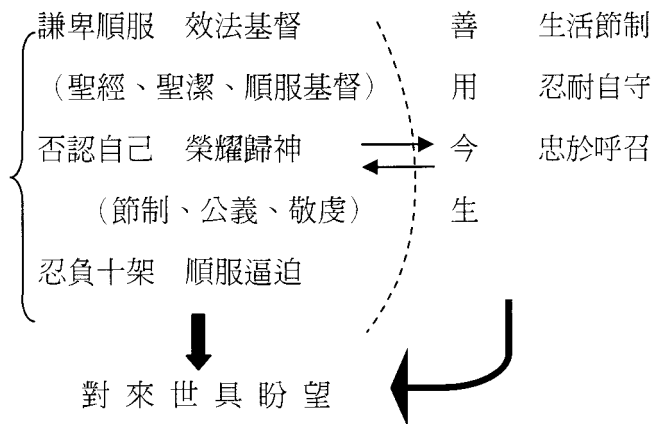 謙卑順服 效法基督 善 生活節制
（聖經、聖潔、順服基督） 用 忍耐自守
否認自己 榮耀歸神 今 忠於呼召
（節制、公義、敬虔） 生
忍負十架 順服逼迫
對來世具盼望